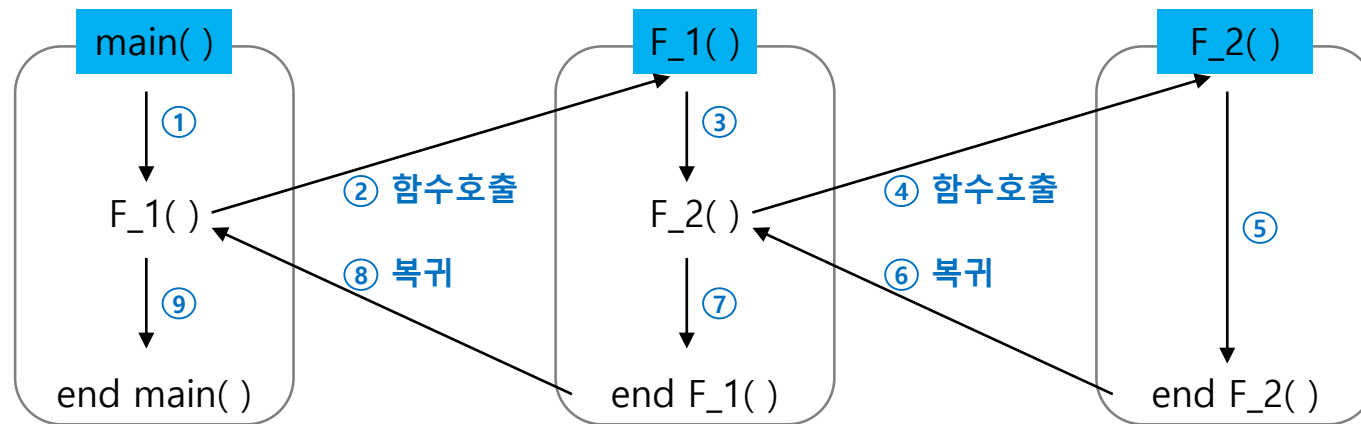 main( )
F_1( )
F_2( )
①
③
② 함수호출
④ 함수호출
F_1( )
F_2( )
⑤
⑧ 복귀
⑥ 복귀
⑨
⑦
end main( )
end F_1( )
end F_2( )